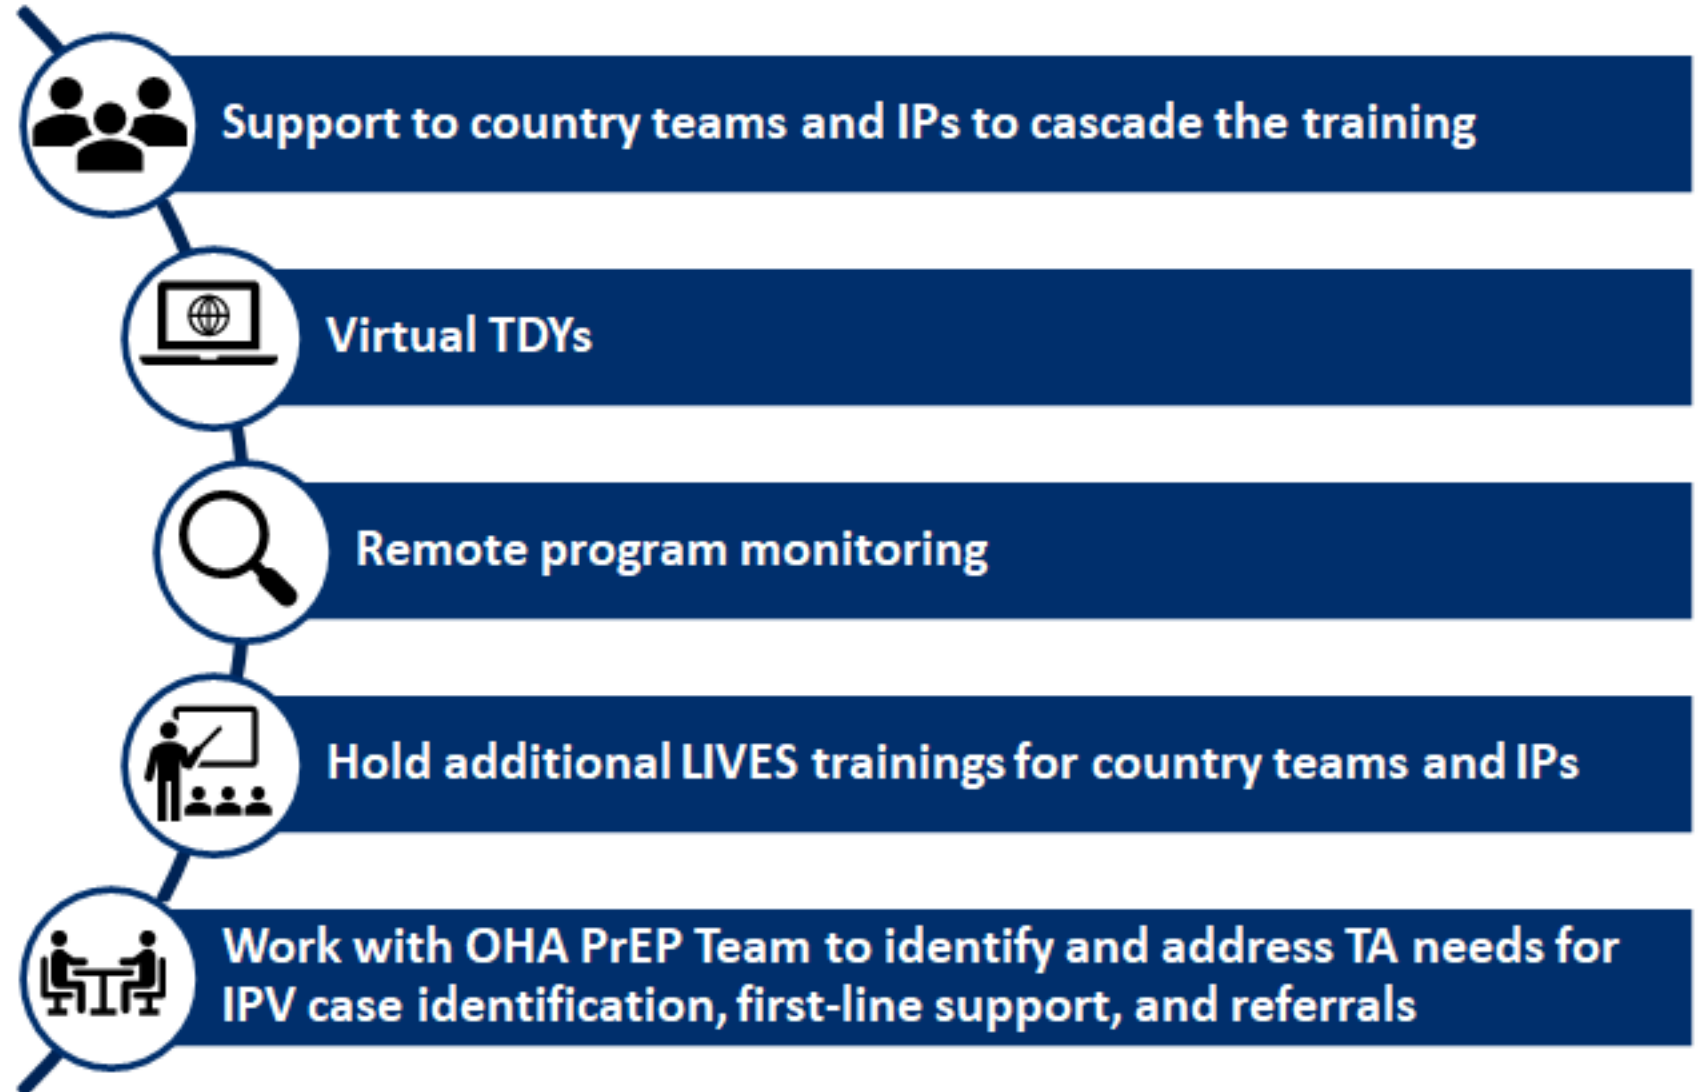 Support to country teams and IPs to cascade the training
Virtual TDYs
Remote program monitoring
Hold additional LIVES trainings for country teams and IPs
Work with OHA PrEP Team to identify and address TA needs for
IPV case identification, first-line support, and referrals